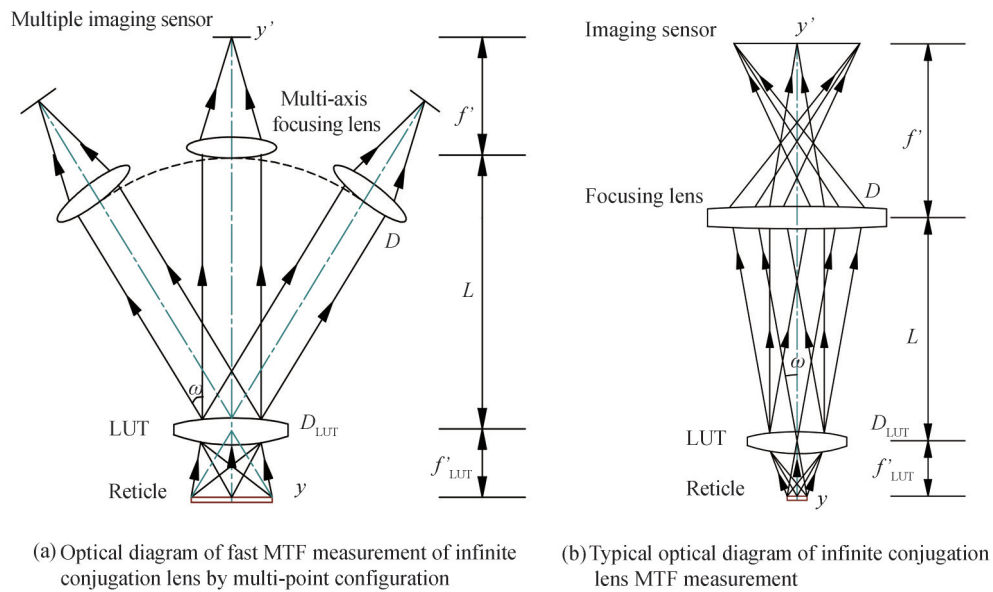 Multiple imaging sensor
y’
Multi-axis
focusing lens
f’
D
L
ω
LUT
D_LUT
f’_LUT
Reticle
y
(a) Optical diagram of fast MTF measurement of infinite
conjugation lens by multi-point configuration
Imaging sensor
y’
f’
Focusing lens
D
L
ω
LUT
D_LUT
f’_LUT
Reticle
y
(b) Typical optical diagram of infinite conjugation
lens MTF measurement